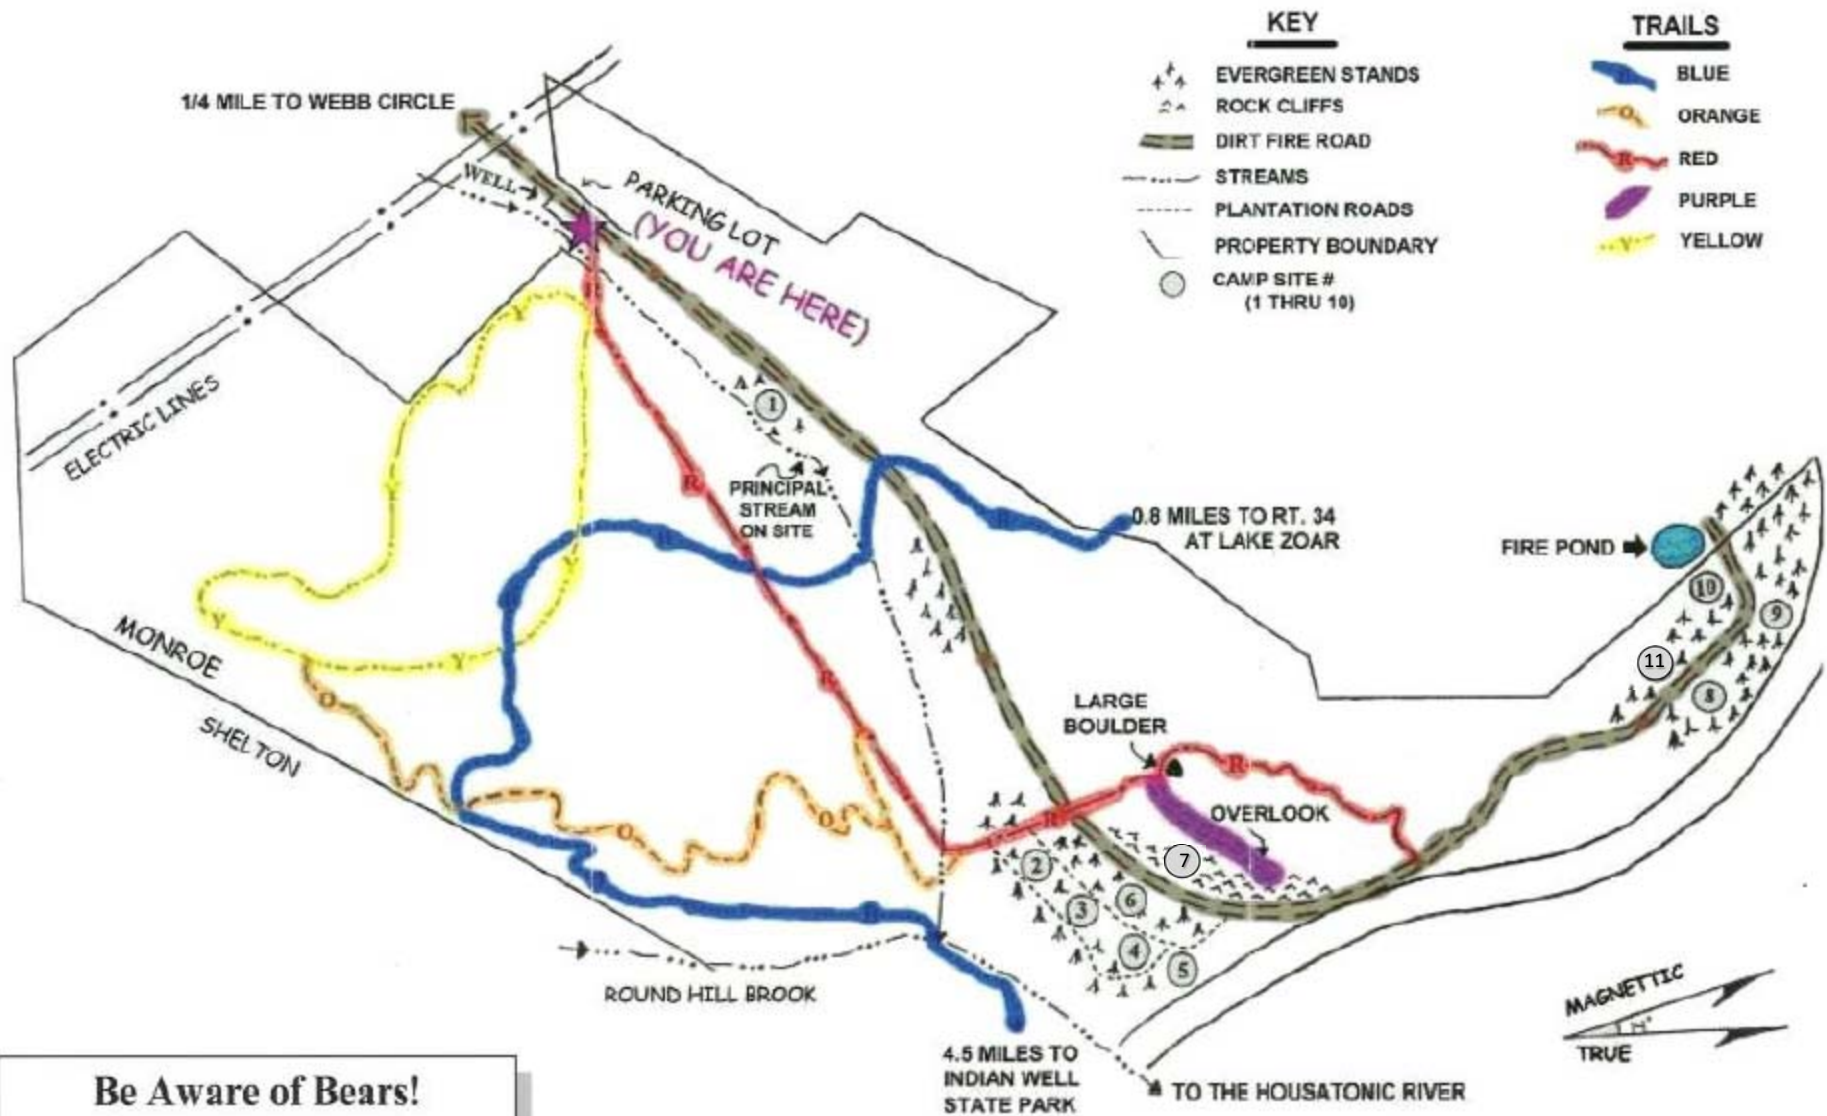 KEY
EVERGREEN STANDS
ROCK CLIFFS
DIRT FIRE ROAD
STREAMS
PLANTATION ROADS
PROPERTY BOUNDARY
CAMP SITE #
(1 THRU 10)
TRAILS
BLUE
ORANGE
RED
PURPLE
YELLOW
1/4 MILE TO WEBB CIRCLE
WELL
PARKING LOT
(YOU ARE HERE)
ELECTRIC LINES
1
PRINCIPAL
STREAM
ON SITE
0.8 MILES TO RT. 34
AT LAKE ZOAR
FIRE POND
10
9
11
8
MONROE
SHELTON
LARGE
BOULDER
OVERLOOK
7
2
3
6
4
5
R
R
R
R
R
R
Y
Y
Y
Y
Y
O
O
O
ROUND HILL BROOK
4.5 MILES TO
INDIAN WELL
STATE PARK
TO THE HOUSATONIC RIVER
MAGNETTIC
TRUE
Be Aware of Bears!